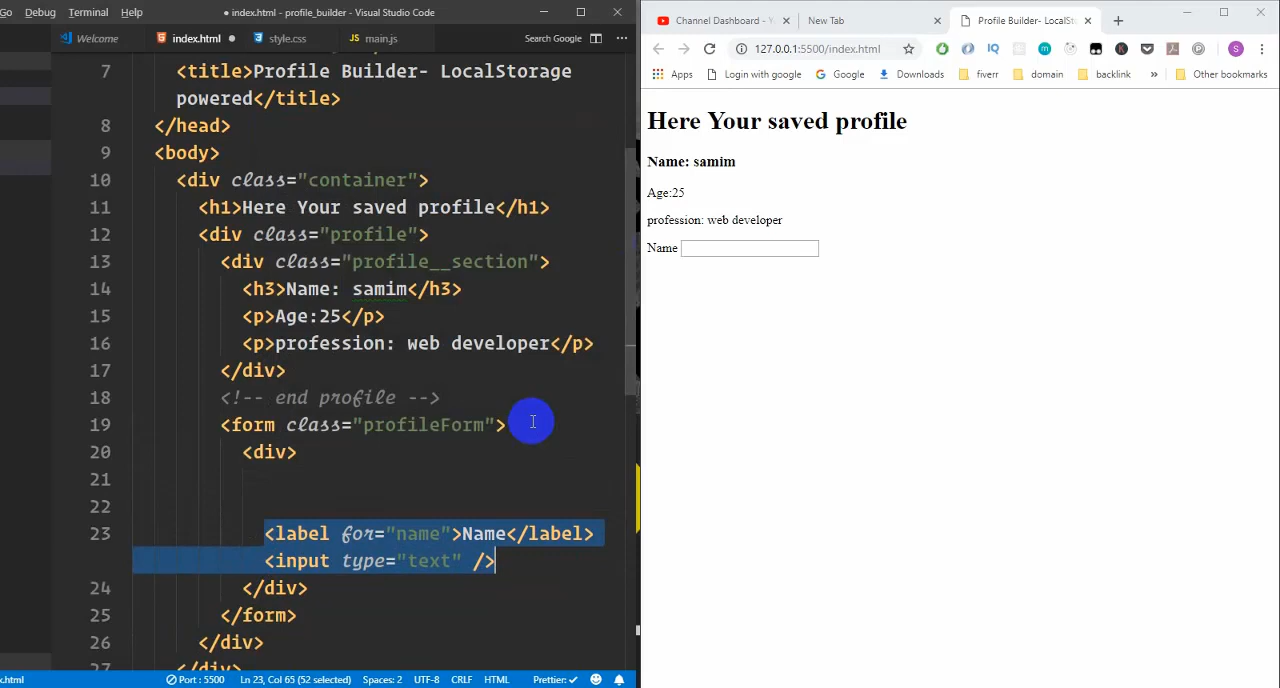 Go Debug Terminal Help
● index.html - profile_builder - Visual Studio Code
Welcome
index.html ●
style.css
JS main.js
Search Google
7 <title>Profile Builder- LocalStorage
powered</title>
8 </head>
9 <body>
10 <div class="container">
11 <h1>Here Your saved profile</h1>
12 <div class="profile">
13 <div class="profile__section">
14 <h3>Name: samim</h3>
15 <p>Age:25</p>
16 <p>profession: web developer</p>
17 </div>
18 <!-- end profile -->
19 <form class="profileForm">
20 <div>
21
22
23 <label for="name">Name</label>
<input type="text" />
24 </div>
25 </form>
26 </div>
27 </div>
x.html
Port : 5500 Ln 23, Col 65 (52 selected) Spaces: 2 UTF-8 CRLF HTML Prettier: ✓
Channel Dashboard - Y
New Tab
Profile Builder- LocalSt
127.0.0.1:5500/index.html
IQ
S
Apps Login with google Google Downloads fiverr domain backlink » Other bookmarks
Here Your saved profile
Name: samim
Age:25
profession: web developer
Name